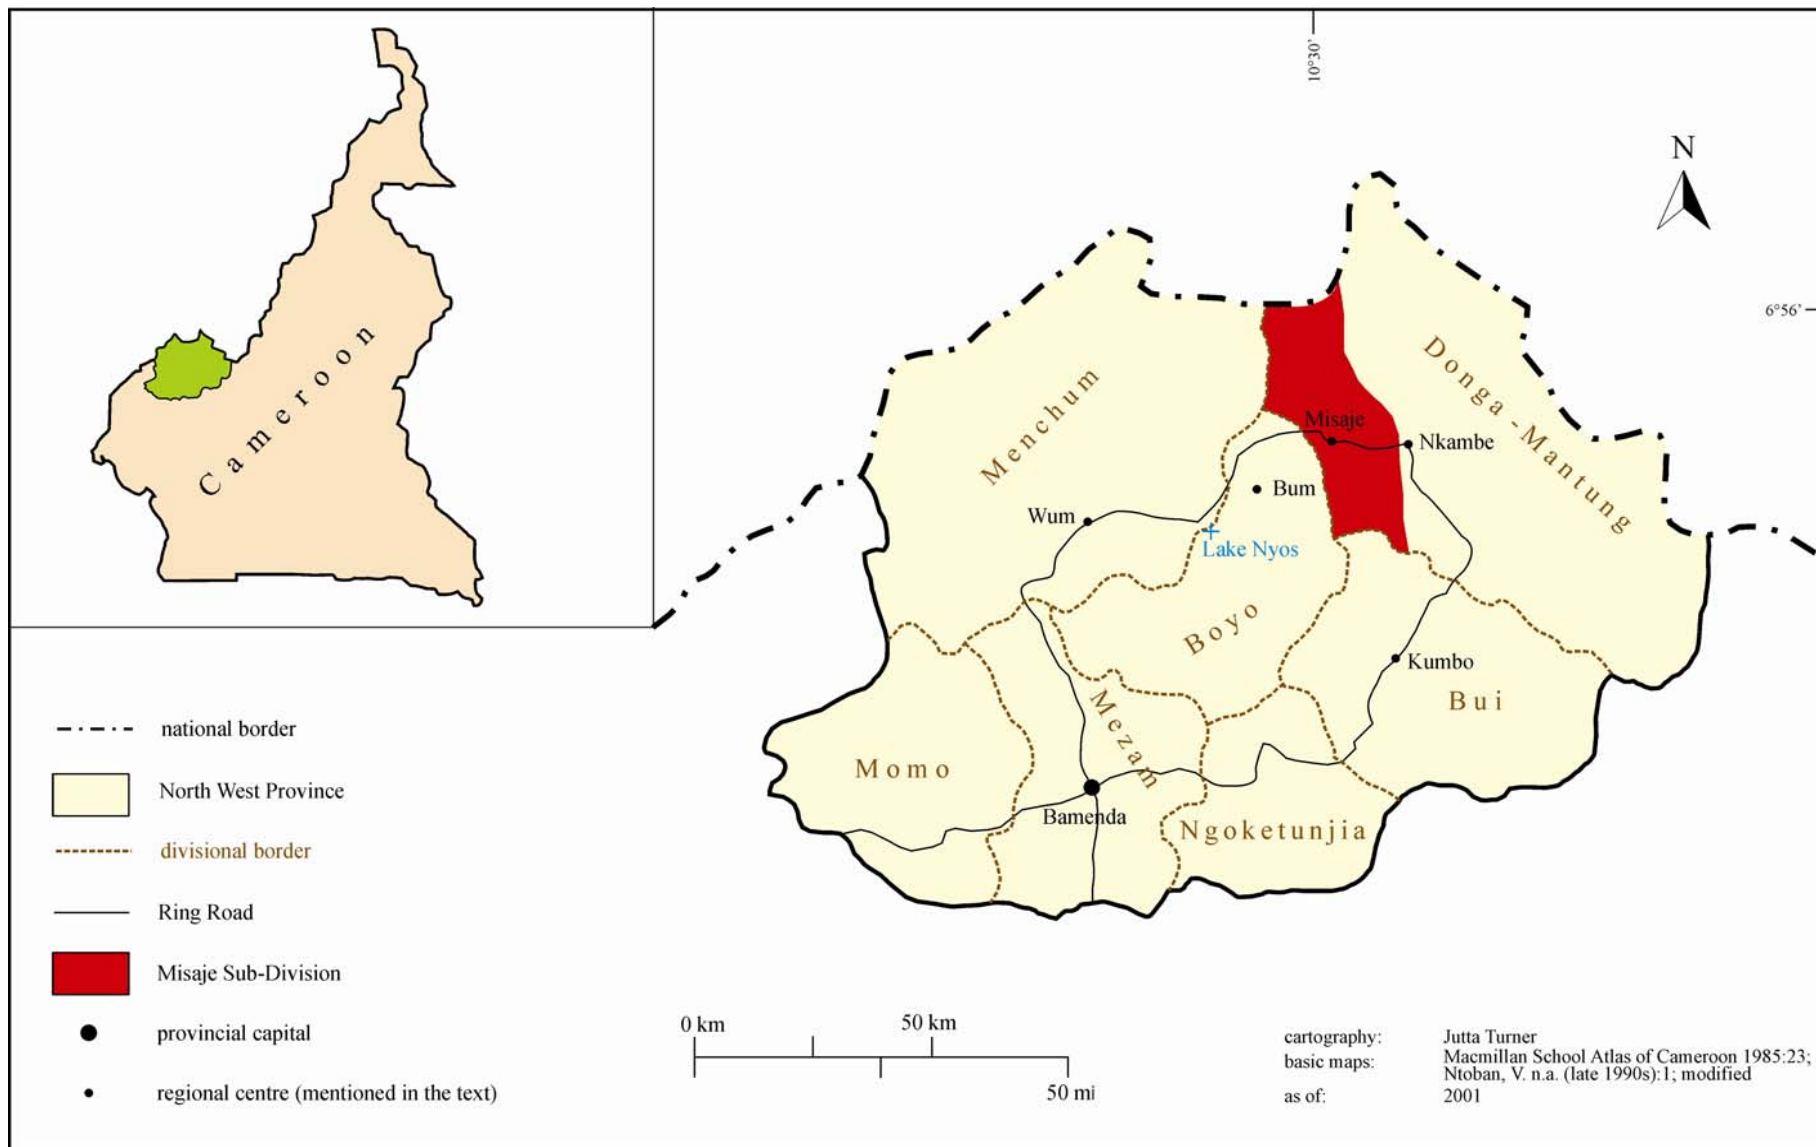 Cameroon
10°30'
N
6°56'
Donga-Mantung
Menchum
Misaje
Nkambe
Bum
Wum
Lake Nyos
Boyo
Kumbo
Bui
Mezam
Momo
Bamenda
Ngoketunjia
national border
North West Province
divisional border
Ring Road
Misaje Sub-Division
provincial capital
regional centre (mentioned in the text)
0 km 50 km
50 mi
cartography: Jutta Turner
basic maps: Macmillan School Atlas of Cameroon 1985:23;
Ntoban, V. n.a. (late 1990s):1; modified
as of: 2001